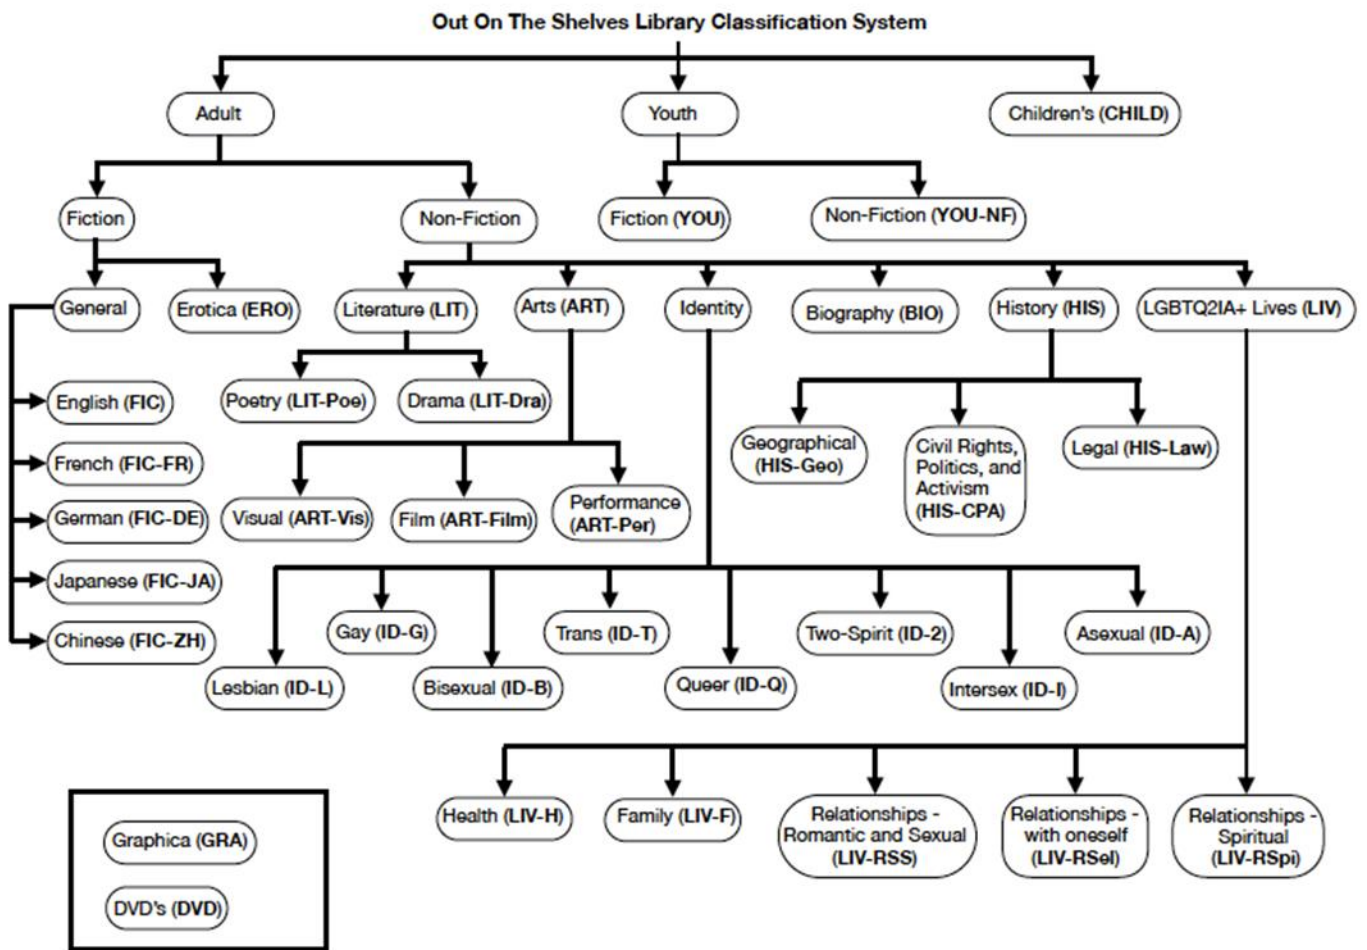 Out On The Shelves Library Classification System
Adult
Youth
Children's (CHILD)
Fiction
Non-Fiction
Fiction (YOU)
Non-Fiction (YOU-NF)
General
Erotica (ERO)
Literature (LIT)
Arts (ART)
Identity
Biography (BIO)
History (HIS)
LGBTQ2IA+ Lives (LIV)
English (FIC)
French (FIC-FR)
German (FIC-DE)
Japanese (FIC-JA)
Chinese (FIC-ZH)
Poetry (LIT-Poe)
Drama (LIT-Dra)
Visual (ART-Vis)
Film (ART-Film)
Performance
(ART-Per)
Geographical
(HIS-Geo)
Civil Rights,
Politics, and
Activism
(HIS-CPA)
Legal (HIS-Law)
Lesbian (ID-L)
Gay (ID-G)
Bisexual (ID-B)
Trans (ID-T)
Queer (ID-Q)
Two-Spirit (ID-2)
Intersex (ID-I)
Asexual (ID-A)
Health (LIV-H)
Family (LIV-F)
Relationships -
Romantic and Sexual
(LIV-RSS)
Relationships -
with oneself
(LIV-RSel)
Relationships -
Spiritual
(LIV-RSpi)
Graphica (GRA)
DVD's (DVD)